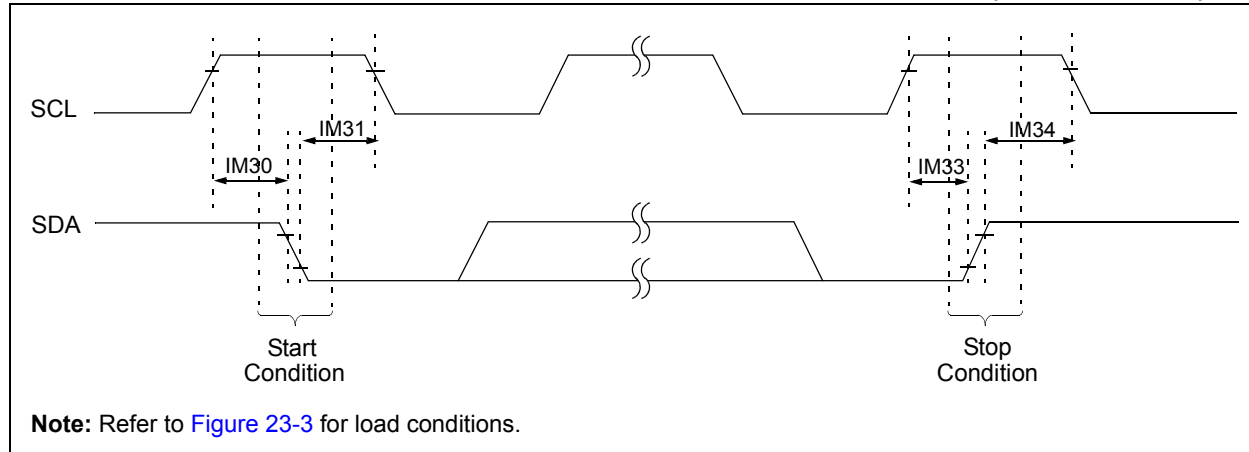 SCL
IM31
IM34
IM30
IM33
SDA
Start
Condition
Stop
Condition
Note: Refer to Figure 23-3 for load conditions.